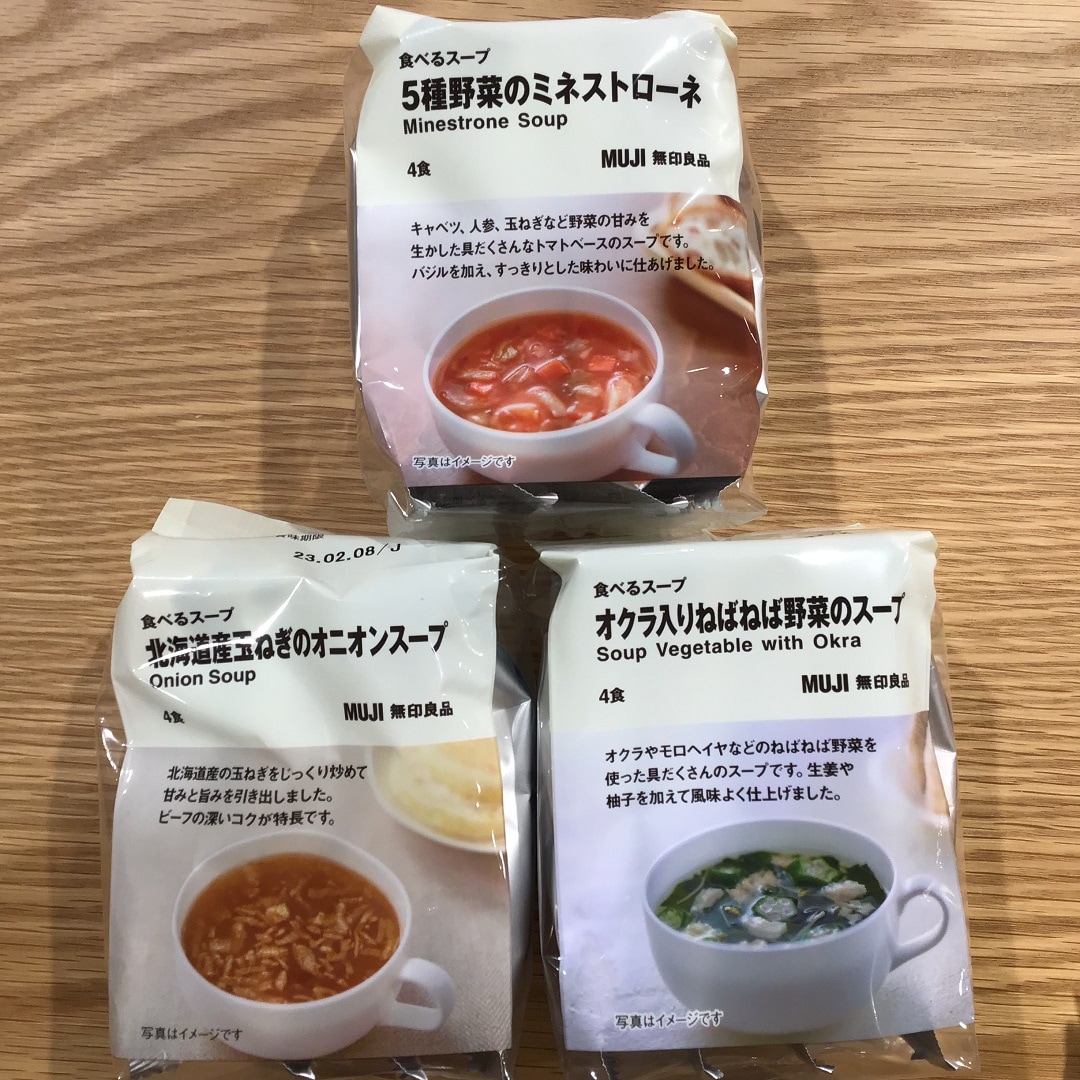 食べるスープ
5種野菜のミネストローネ
Minestrone Soup
4食
MUJI 無印良品
キャベツ、人参、玉ねぎなど野菜の甘みを
生かした具だくさんなトマトベースのスープです。
バジルを加え、すっきりとした味わいに仕あげました。
写真はイメージです
味期限
23.02.08/J
食べるスープ
北海道産玉ねぎのオニオンスープ
Onion Soup
4食
MUJI 無印良品
北海道産の玉ねぎをじっくり炒めて
甘みと旨みを引き出しました。
ビーフの深いコクが特長です。
写真はイメージです
食べるスープ
オクラ入りねばねば野菜のスープ
Soup Vegetable with Okra
4食
MUJI 無印良品
オクラやモロヘイヤなどのねばねば野菜を
使った具だくさんのスープです。生姜や
柚子を加えて風味よく仕上げました。
写真はイメージです